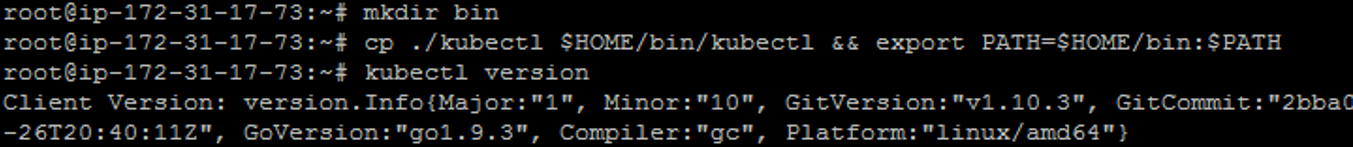 root@ip-172-31-17-73:~# mkdir bin
root@ip-172-31-17-73:~# cp ./kubectl $HOME/bin/kubectl && export PATH=$HOME/bin:$PATH
root@ip-172-31-17-73:~# kubectl version
Client Version: version.Info{Major:"1", Minor:"10", GitVersion:"v1.10.3", GitCommit:"2bba0
-26T20:40:11Z", GoVersion:"go1.9.3", Compiler:"gc", Platform:"linux/amd64"}